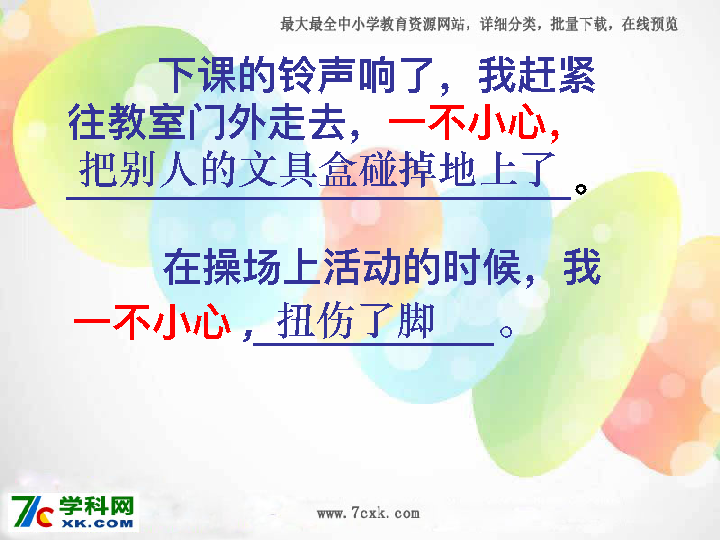 最大最全中小学教育资源网站，详细分类，批量下载，在线预览
下课的铃声响了，我赶紧
往教室门外走去，一不小心，
把别人的文具盒碰掉地上了。
在操场上活动的时候，我
一不小心，扭伤了脚。
7C学科网
XK.COM
www.7cxk.com